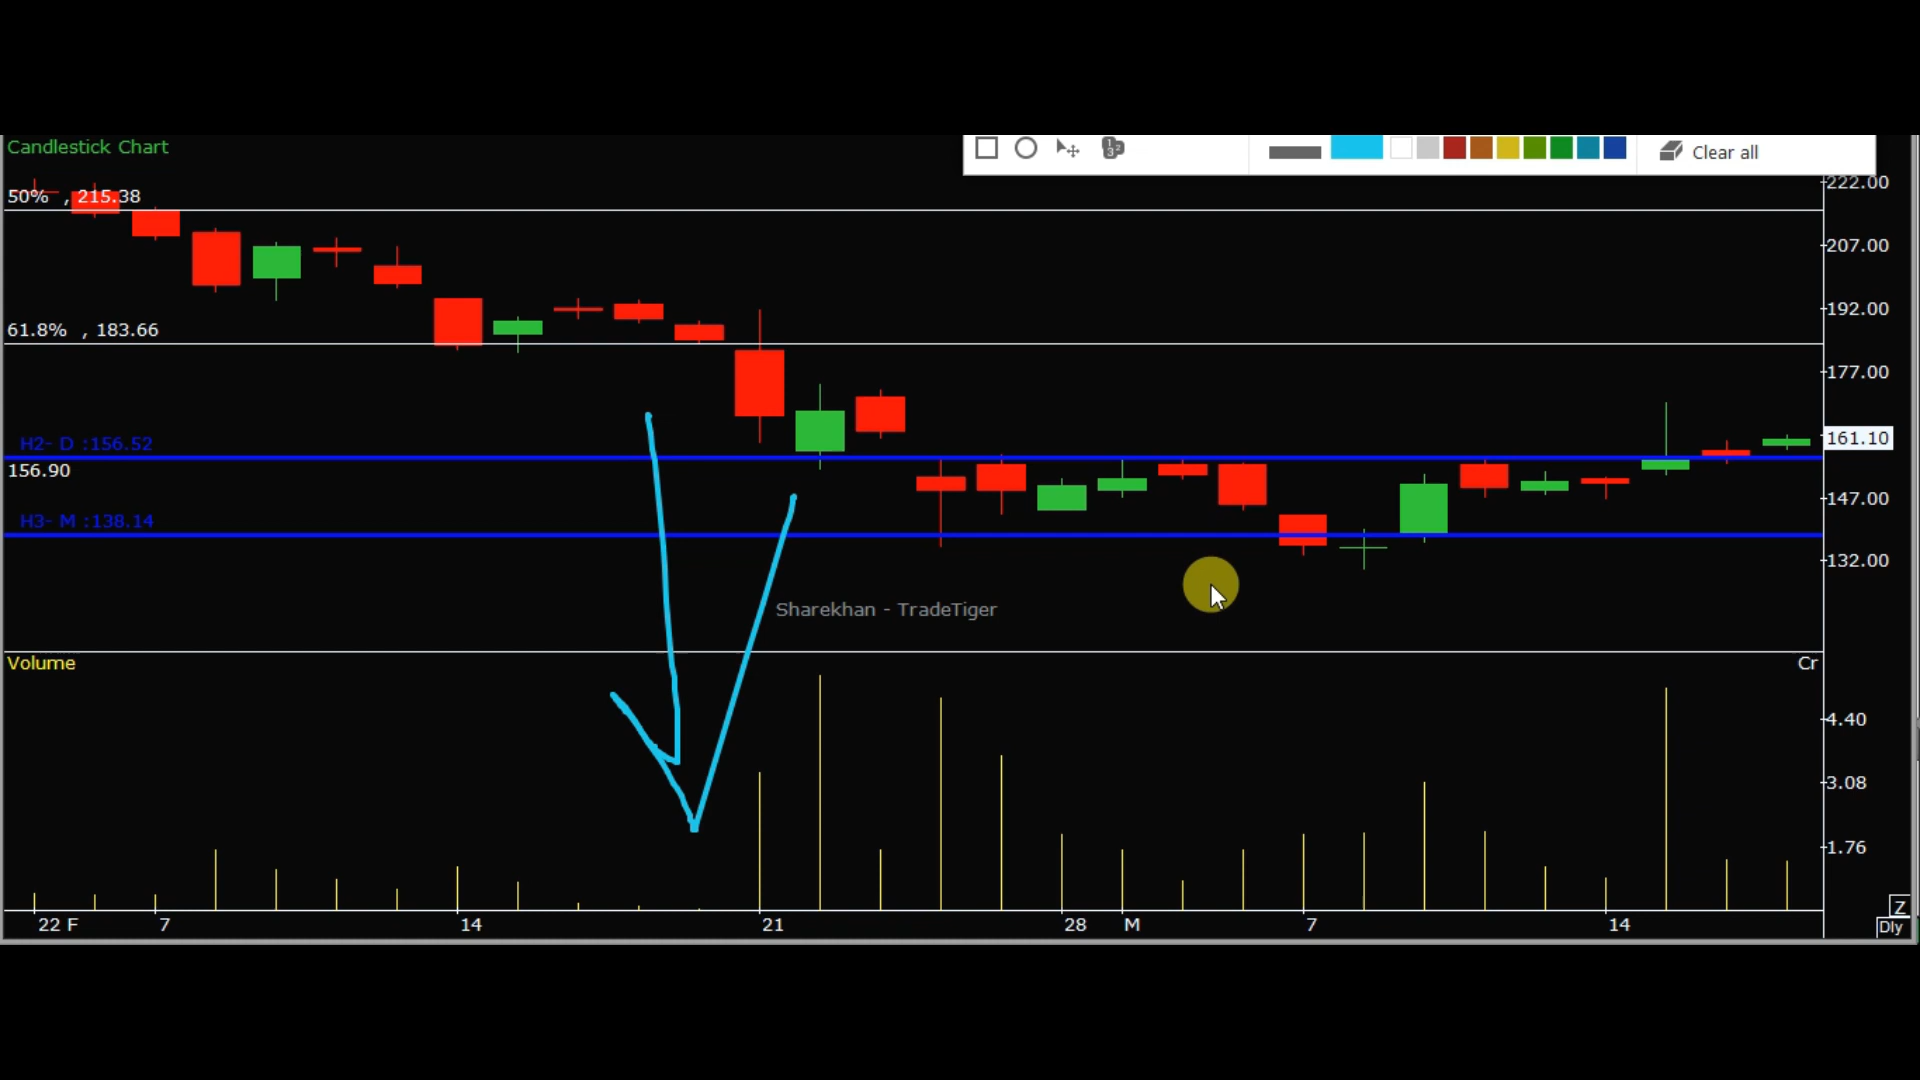 Candlestick Chart
Clear all
222.00
50% , 215.38
207.00
192.00
61.8% , 183.66
177.00
H2- D :156.52
161.10
156.90
147.00
H3- M :138.14
132.00
Sharekhan - TradeTiger
Volume
Cr
4.40
3.08
1.76
Z
22 F 7 14 21 28 M 7 14
Dly